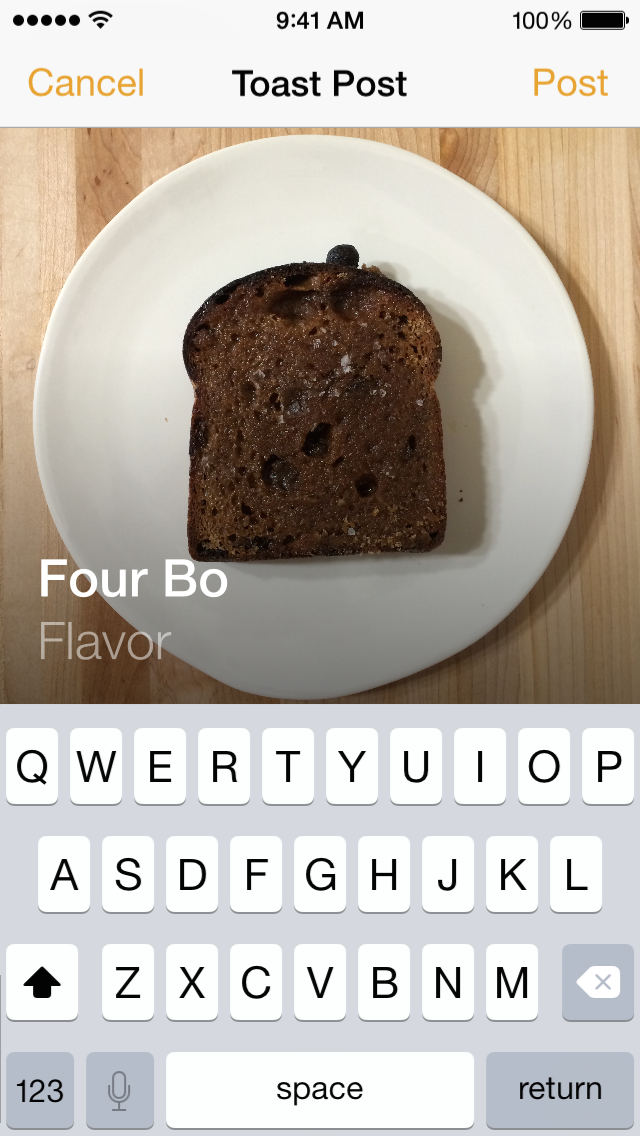 9:41 AM 100%
Cancel Toast Post Post
Four Bo
Flavor
Q W E R T Y U I O P
A S D F G H J K L
Z X C V B N M
123 space return